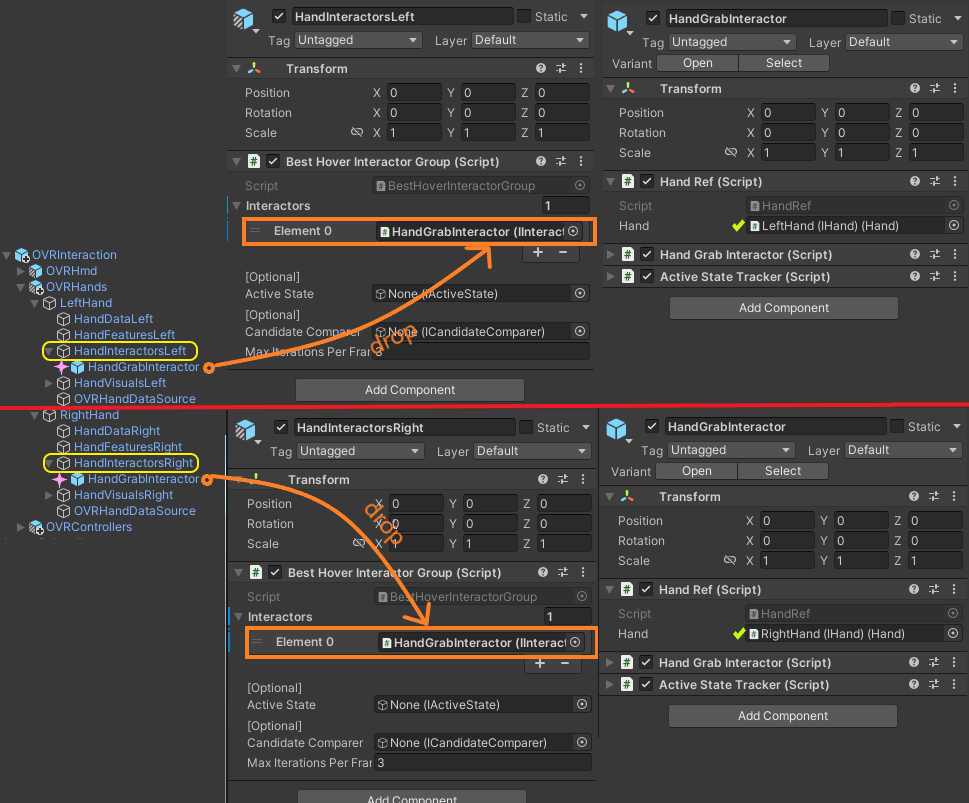 HandInteractorsLeft
Static
Tag Untagged Layer Default
Transform
Position X 0 Y 0 Z 0
Rotation X 0 Y 0 Z 0
Scale X 1 Y 1 Z 1
# Best Hover Interactor Group (Script)
Script # BestHoverInteractorGroup
Interactors 1
= Element 0 # HandGrabInteractor (IInteract
+ −
[Optional]
Active State None (IActiveState)
[Optional]
Candidate Comparer None (ICandidateComparer)
Max Iterations Per Fram 3
drop
Add Component
HandGrabInteractor
Static
Tag Untagged Layer Default
Variant Open Select
Transform
Position X 0 Y 0 Z 0
Rotation X 0 Y 0 Z 0
Scale X 1 Y 1 Z 1
# Hand Ref (Script)
Script # HandRef
Hand # LeftHand (IHand) (Hand)
# Hand Grab Interactor (Script)
# Active State Tracker (Script)
Add Component
OVRInteraction
OVRHmd
OVRHands
LeftHand
HandDataLeft
HandFeaturesLeft
HandInteractorsLeft
HandGrabInteractor
HandVisualsLeft
OVRHandDataSource
RightHand
HandDataRight
HandFeaturesRight
HandInteractorsRight
HandGrabInteractor
HandVisualsRight
OVRHandDataSource
OVRControllers
HandInteractorsRight
Static
Tag Untagged Layer Default
Transform
Position X 0 Y 0 Z 0
Rotation X 0 Y 0 Z 0
Scale X 1 Y 1 Z 1
drop
# Best Hover Interactor Group (Script)
Script # BestHoverInteractorGroup
Interactors 1
= Element 0 # HandGrabInteractor (IInteract
+ −
[Optional]
Active State None (IActiveState)
[Optional]
Candidate Comparer None (ICandidateComparer)
Max Iterations Per Fram 3
Add Component
HandGrabInteractor
Static
Tag Untagged Layer Default
Variant Open Select
Transform
Position X 0 Y 0 Z 0
Rotation X 0 Y 0 Z 0
Scale X 1 Y 1 Z 1
# Hand Ref (Script)
Script # HandRef
Hand # RightHand (IHand) (Hand)
# Hand Grab Interactor (Script)
# Active State Tracker (Script)
Add Component